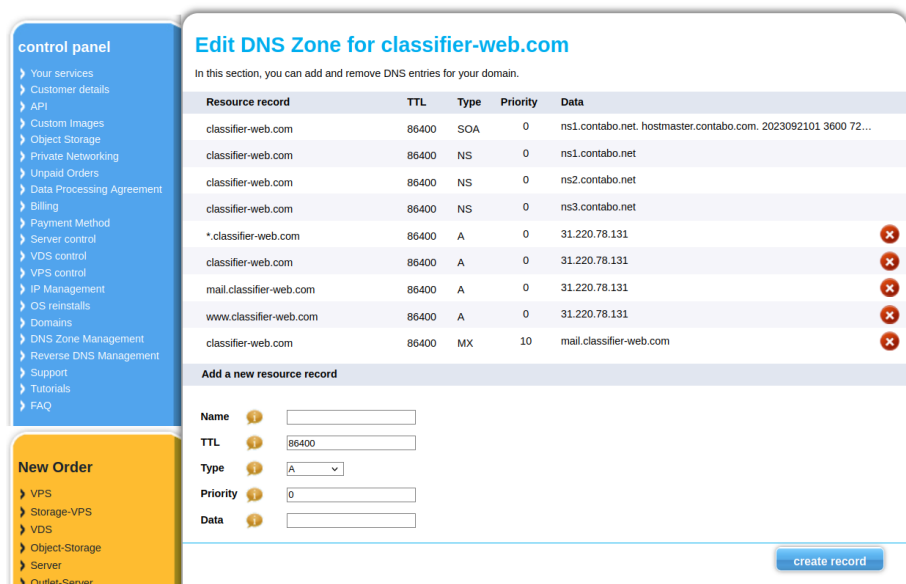 control panel
Your services
Customer details
API
Custom Images
Object Storage
Private Networking
Unpaid Orders
Data Processing Agreement
Billing
Payment Method
Server control
VDS control
VPS control
IP Management
OS reinstalls
Domains
DNS Zone Management
Reverse DNS Management
Support
Tutorials
FAQ
New Order
VPS
Storage-VPS
VDS
Object-Storage
Server
Outlet-Server
Edit DNS Zone for classifier-web.com
In this section, you can add and remove DNS entries for your domain.
Resource record TTL Type Priority Data
classifier-web.com 86400 SOA 0 ns1.contabo.net. hostmaster.contabo.com. 2023092101 3600 72…
classifier-web.com 86400 NS 0 ns1.contabo.net
classifier-web.com 86400 NS 0 ns2.contabo.net
classifier-web.com 86400 NS 0 ns3.contabo.net
*.classifier-web.com 86400 A 0 31.220.78.131
classifier-web.com 86400 A 0 31.220.78.131
mail.classifier-web.com 86400 A 0 31.220.78.131
www.classifier-web.com 86400 A 0 31.220.78.131
classifier-web.com 86400 MX 10 mail.classifier-web.com
Add a new resource record
Name
TTL 86400
Type A
Priority 0
Data
create record